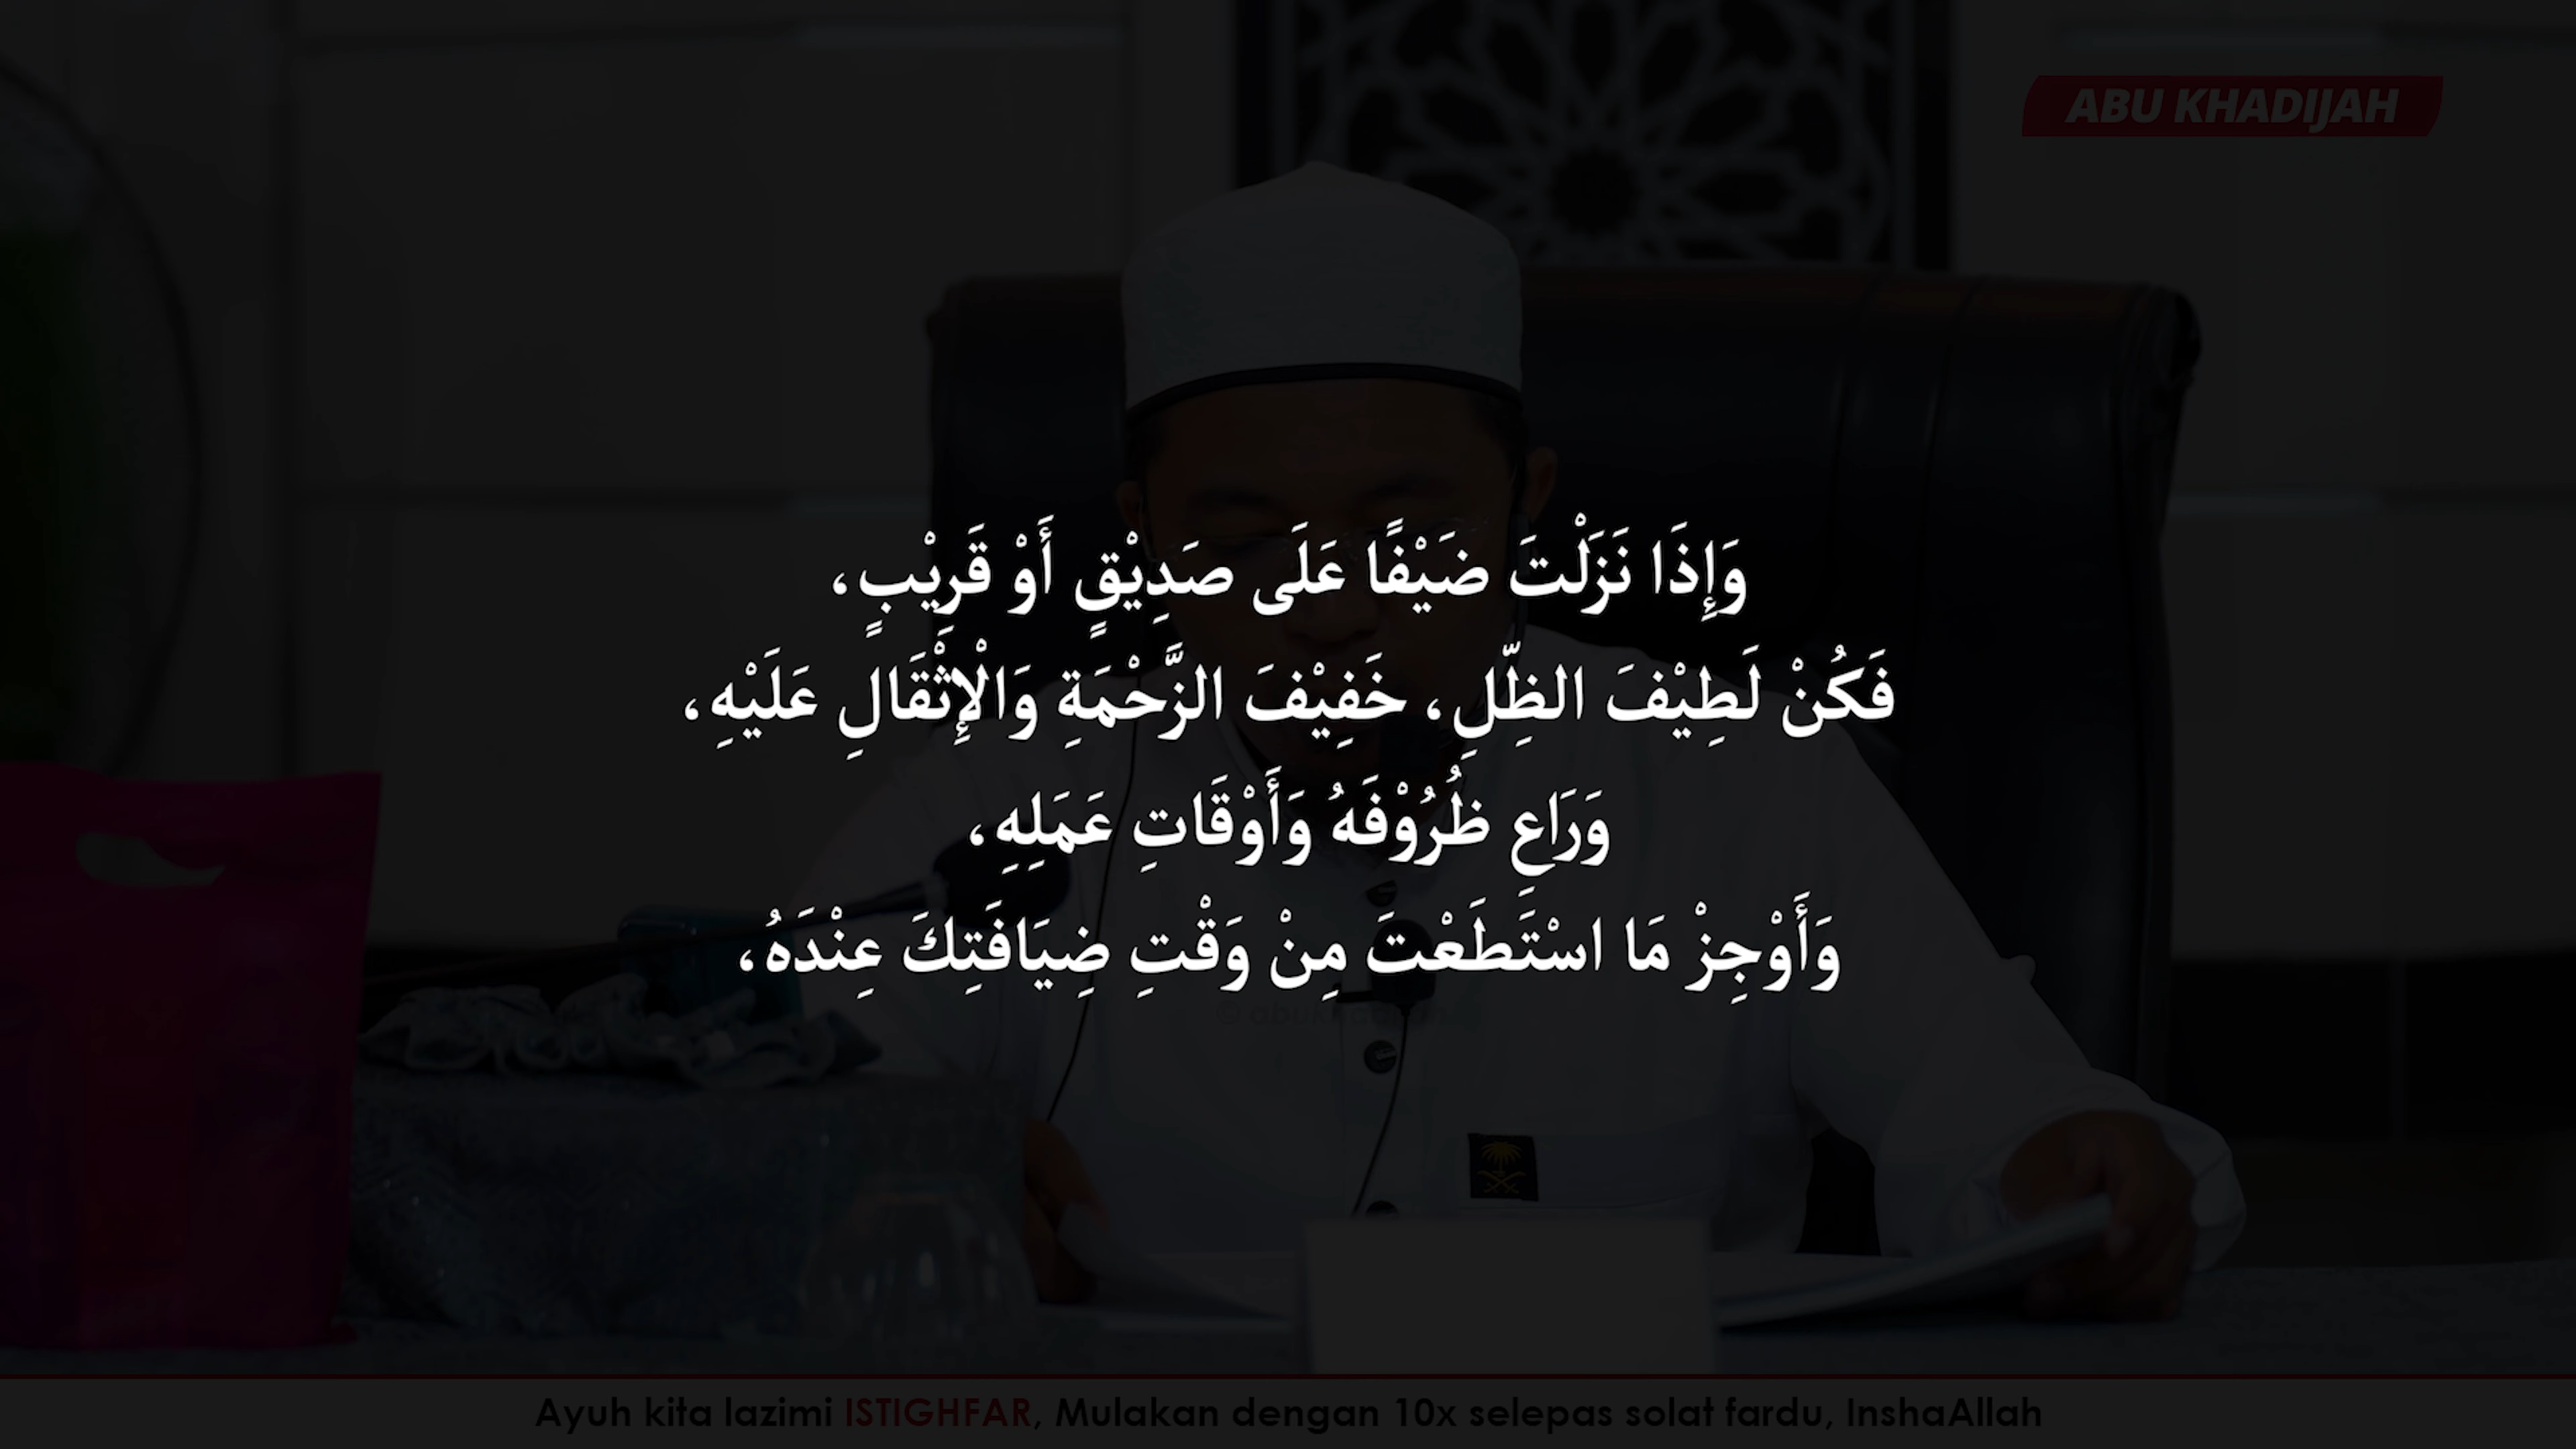 ABU KHADIJAH
وَإِذَا نَزَلْتَ ضَيْفًا عَلَى صَدِيْقٍ أَوْ قَرِيْبٍ،
فَكُنْ لَطِيْفَ الظِّلِ، خَفِيْفَ الزَّحْمَةِ وَالْإِثْقَالِ عَلَيْهِ،
وَرَاعِ ظُرُوْفَهُ وَأَوْقَاتِ عَمَلِهِ،
وَأَوْجِزْ مَا اسْتَطَعْتَ مِنْ وَقْتِ ضِيَافَتِكَ عِنْدَهُ،
Ayuh kita lazimi ISTIGHFAR, Mulakan dengan 10x selepas solat fardu, InshaAllah